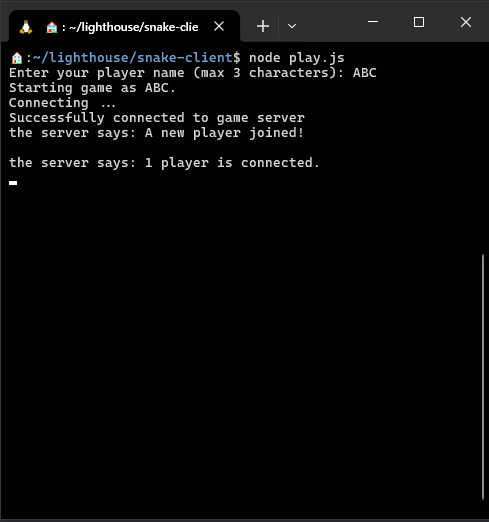 : ~/lighthouse/snake-clie
:~/lighthouse/snake-client$ node play.js
Enter your player name (max 3 characters): ABC
Starting game as ABC.
Connecting ...
Successfully connected to game server
the server says: A new player joined!
the server says: 1 player is connected.